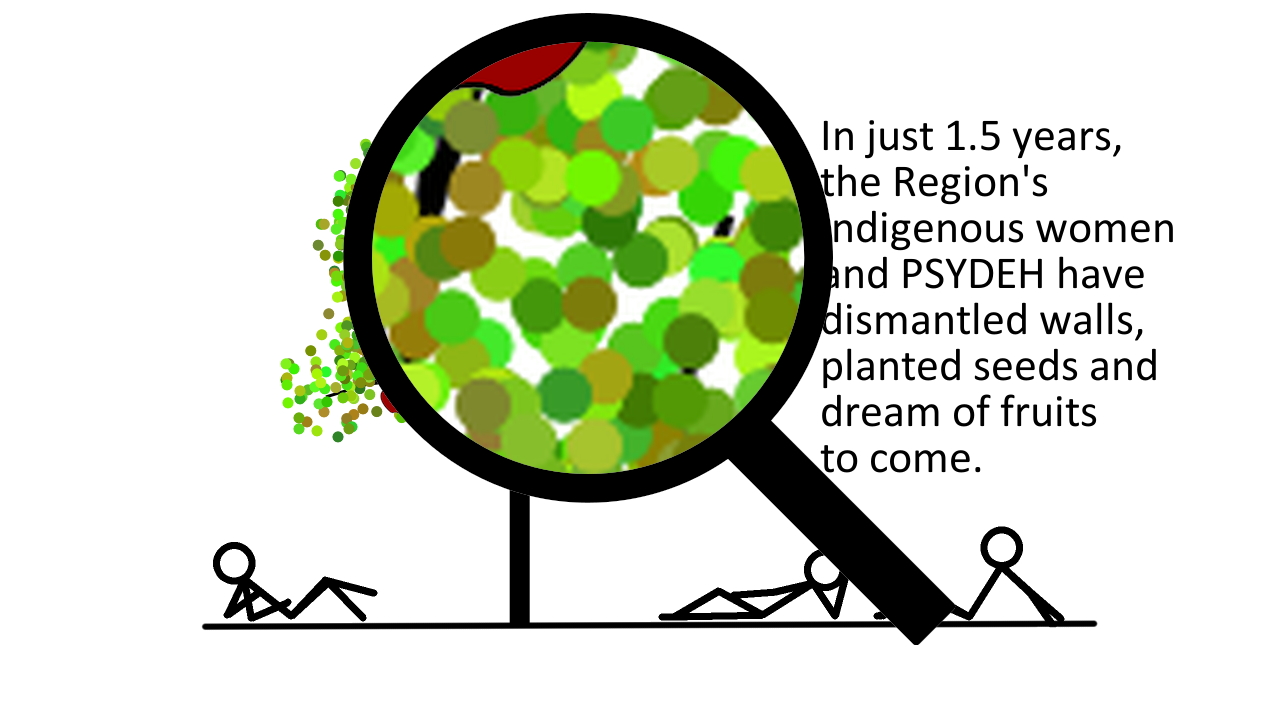 In just 1.5 years,
the Region's
indigenous women
and PSYDEH have
dismantled walls,
planted seeds and
dream of fruits
to come.